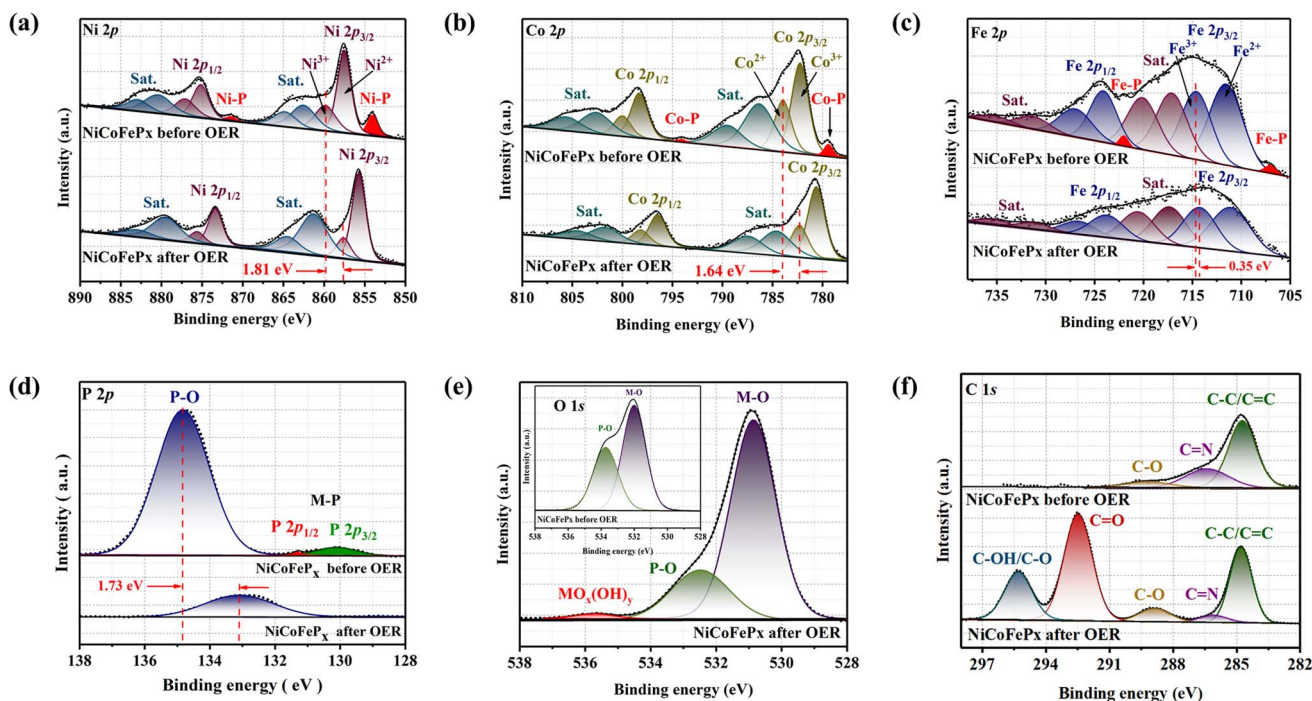 (a)
Ni 2p
Ni 2p3/2
Ni3+
Ni2+
Ni 2p1/2
Sat.
Sat.
Ni-P
Ni-P
NiCoFePx before OER
Ni 2p3/2
Ni 2p1/2
Sat.
Sat.
NiCoFePx after OER
1.81 eV
Intensity (a.u.)
890 885 880 875 870 865 860 855 850
Binding energy (eV)
(b)
Co 2p
Co 2p3/2
Co2+
Co3+
Co 2p1/2
Sat.
Sat.
Co-P
Co-P
NiCoFePx before OER
Co 2p3/2
Co 2p1/2
Sat.
Sat.
NiCoFePx after OER
1.64 eV
Intensity (a.u.)
810 805 800 795 790 785 780 777
Binding energy (eV)
(c)
Fe 2p
Fe 2p3/2
Fe3+
Fe2+
Sat.
Fe 2p1/2
Fe-P
Sat.
Fe-P
NiCoFePx before OER
Fe 2p3/2
Sat.
Fe 2p1/2
Sat.
NiCoFePx after OER
0.35 eV
Intensity (a.u.)
735 730 725 720 715 710 705
Binding energy (eV)
(d)
P 2p
P-O
M-P
P 2p1/2
P 2p3/2
NiCoFePx before OER
1.73 eV
NiCoFePx after OER
Intensity ( a.u. )
138 136 134 132 130 128
Binding energy ( eV )
(e)
O 1s
M-O
P-O
NiCoFePx before OER
Intensity (a.u.)
538 536 534 532 530 528
Binding energy (eV)
M-O
P-O
MOx(OH)y
NiCoFePx after OER
Intensity (a.u.)
538 536 534 532 530 528
Binding energy (eV)
(f)
C 1s
C-C/C=C
C=N
C-O
NiCoFePx before OER
C=O
C-C/C=C
C-OH/C-O
C-O
C=N
NiCoFePx after OER
Intensity (a.u.)
297 294 291 288 285 282
Binding energy (eV)